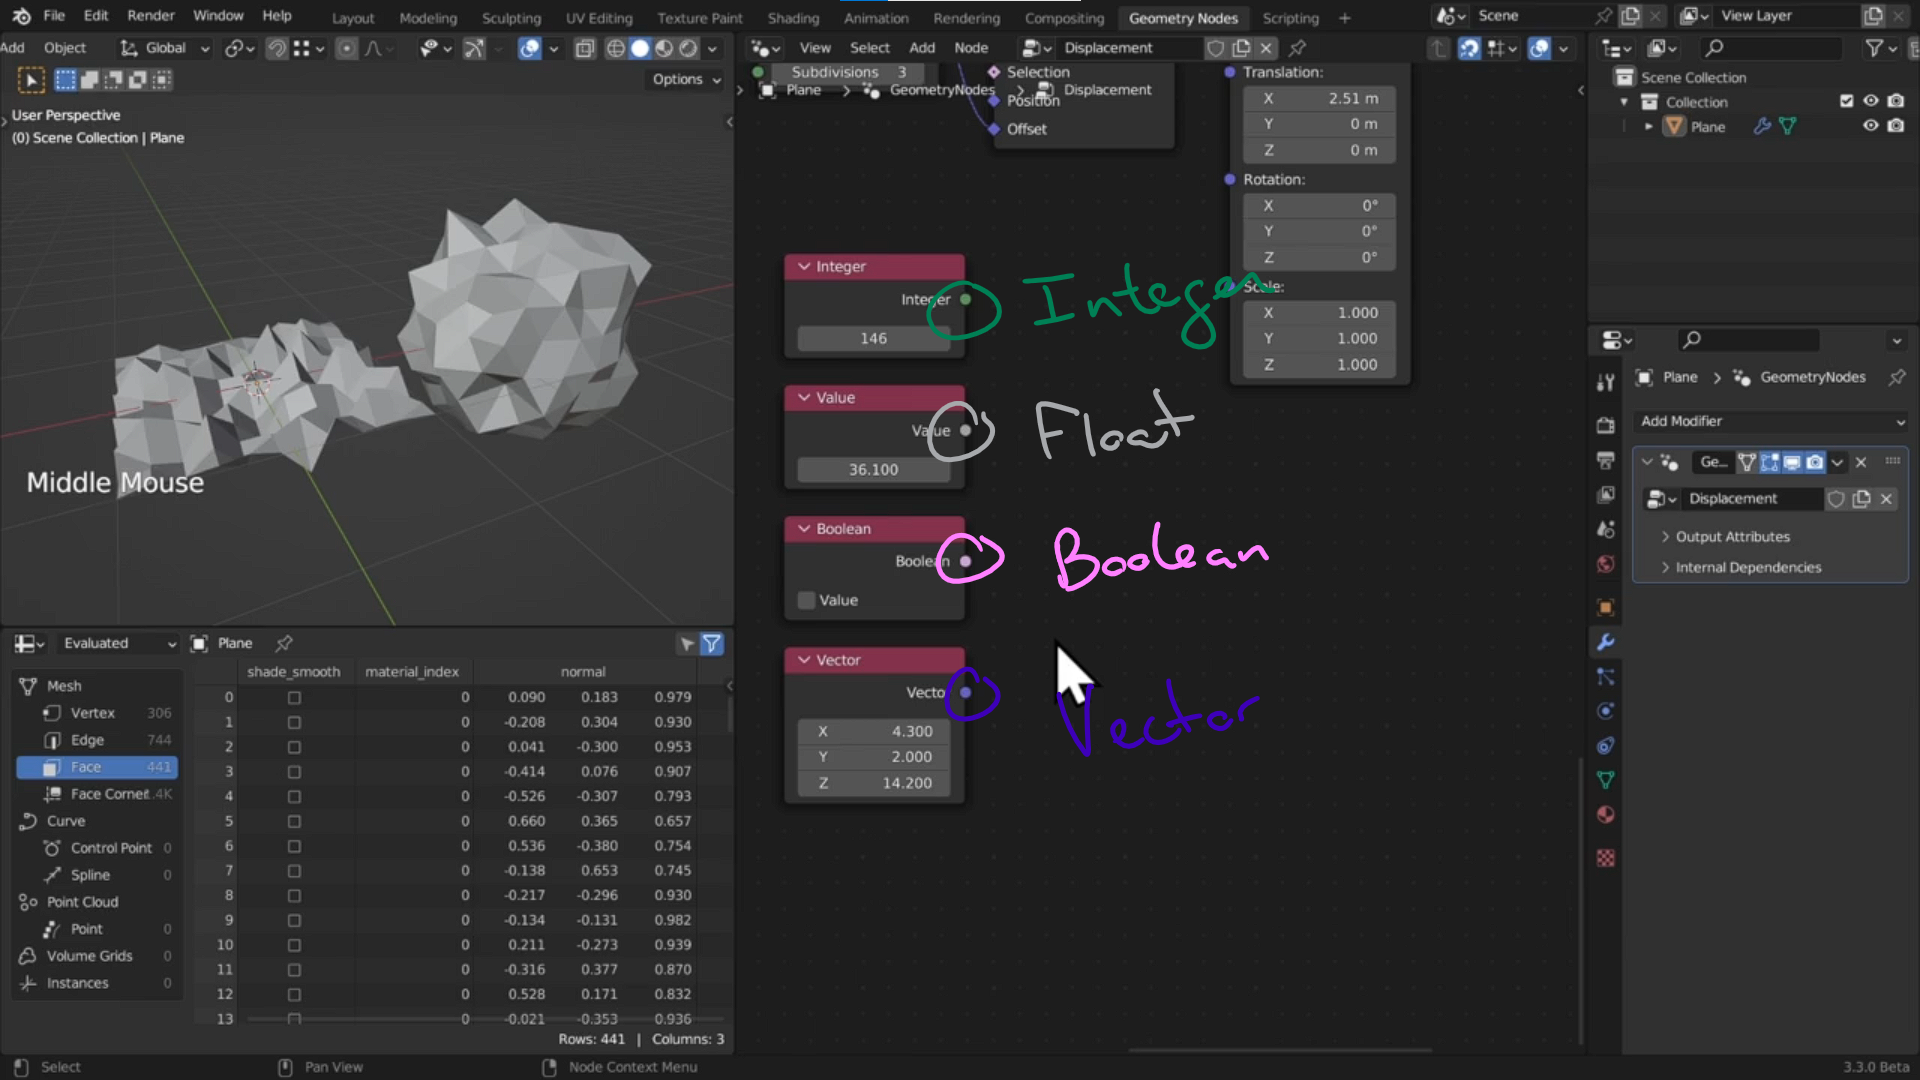 File Edit Render Window Help Layout Modeling Sculpting UV Editing Texture Paint Shading Animation Rendering Compositing Geometry Nodes Scripting + Scene View Layer
Add Object Global
Options
User Perspective
(0) Scene Collection | Plane
Middle Mouse
View Select Add Node Displacement
Subdivisions 3
Plane > GeometryNodes > Displacement
Selection
Position
Offset
Translation:
X 2.51 m
Y 0 m
Z 0 m
Rotation:
X 0°
Y 0°
Z 0°
Scale:
X 1.000
Y 1.000
Z 1.000
Integer
Integer
146
Integer
Value
Value
36.100
Float
Boolean
Boolean
Value
Boolean
Vector
Vector
X 4.300
Y 2.000
Z 14.200
Vector
Scene Collection
Collection
Plane
Plane > GeometryNodes
Add Modifier
Ge...
Displacement
Output Attributes
Internal Dependencies
Evaluated Plane
Mesh
Vertex 306
Edge 744
Face 441
Face Corner 1.4K
Curve
Control Point 0
Spline 0
Point Cloud
Point 0
Volume Grids 0
Instances 0
shade_smooth material_index normal
0 0 0.090 0.183 0.979
1 0 -0.208 0.304 0.930
2 0 0.041 -0.300 0.953
3 0 -0.414 0.076 0.907
4 0 -0.526 -0.307 0.793
5 0 0.660 0.365 0.657
6 0 0.536 -0.380 0.754
7 0 -0.138 0.653 0.745
8 0 -0.217 -0.296 0.930
9 0 -0.134 -0.131 0.982
10 0 0.211 -0.273 0.939
11 0 -0.316 0.377 0.870
12 0 0.528 0.171 0.832
13 0 -0.021 -0.353 0.936
Rows: 441 | Columns: 3
Select Pan View Node Context Menu 3.3.0 Beta